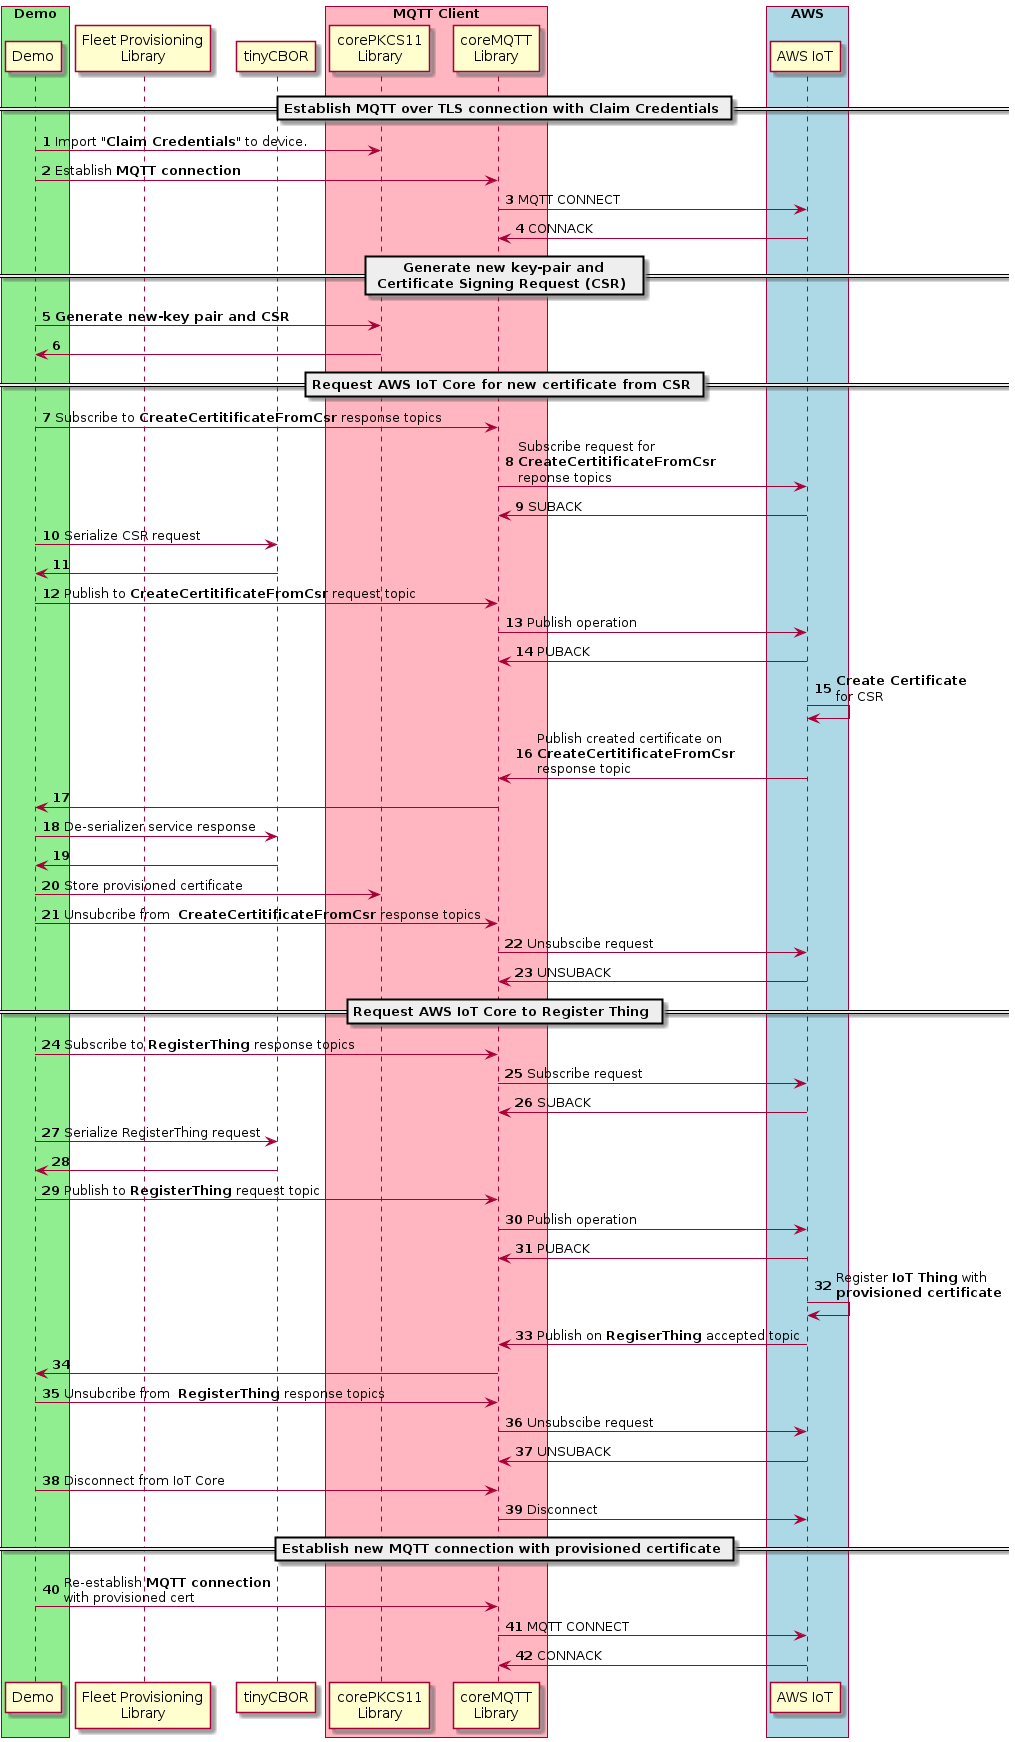 Demo
MQTT Client
AWS
Demo
Fleet Provisioning
Library
tinyCBOR
corePKCS11
Library
coreMQTT
Library
AWS IoT
Establish MQTT over TLS connection with Claim Credentials
1 Import "Claim Credentials" to device.
2 Establish MQTT connection
3 MQTT CONNECT
4 CONNACK
Generate new key-pair and
Certificate Signing Request (CSR)
5 Generate new-key pair and CSR
6
Request AWS IoT Core for new certificate from CSR
7 Subscribe to CreateCertitificateFromCsr response topics
Subscribe request for
8 CreateCertitificateFromCsr
reponse topics
9 SUBACK
10 Serialize CSR request
11
12 Publish to CreateCertitificateFromCsr request topic
13 Publish operation
14 PUBACK
15 Create Certificate
for CSR
Publish created certificate on
16 CreateCertitificateFromCsr
response topic
17
18 De-serializer service response
19
20 Store provisioned certificate
21 Unsubcribe from  CreateCertitificateFromCsr response topics
22 Unsubscibe request
23 UNSUBACK
Request AWS IoT Core to Register Thing
24 Subscribe to RegisterThing response topics
25 Subscribe request
26 SUBACK
27 Serialize RegisterThing request
28
29 Publish to RegisterThing request topic
30 Publish operation
31 PUBACK
32 Register IoT Thing with
provisioned certificate
33 Publish on RegiserThing accepted topic
34
35 Unsubcribe from  RegisterThing response topics
36 Unsubscibe request
37 UNSUBACK
38 Disconnect from IoT Core
39 Disconnect
Establish new MQTT connection with provisioned certificate
40 Re-establish MQTT connection
with provisioned cert
41 MQTT CONNECT
42 CONNACK
Demo
Fleet Provisioning
Library
tinyCBOR
corePKCS11
Library
coreMQTT
Library
AWS IoT